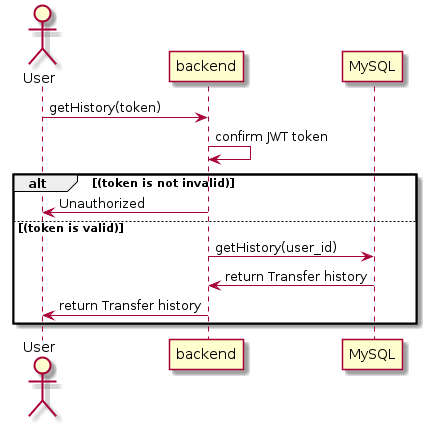 User
backend
MySQL
getHistory(token)
confirm JWT token
alt
[(token is not invalid)]
Unauthorized
[(token is valid)]
getHistory(user_id)
return Transfer history
return Transfer history
User
backend
MySQL